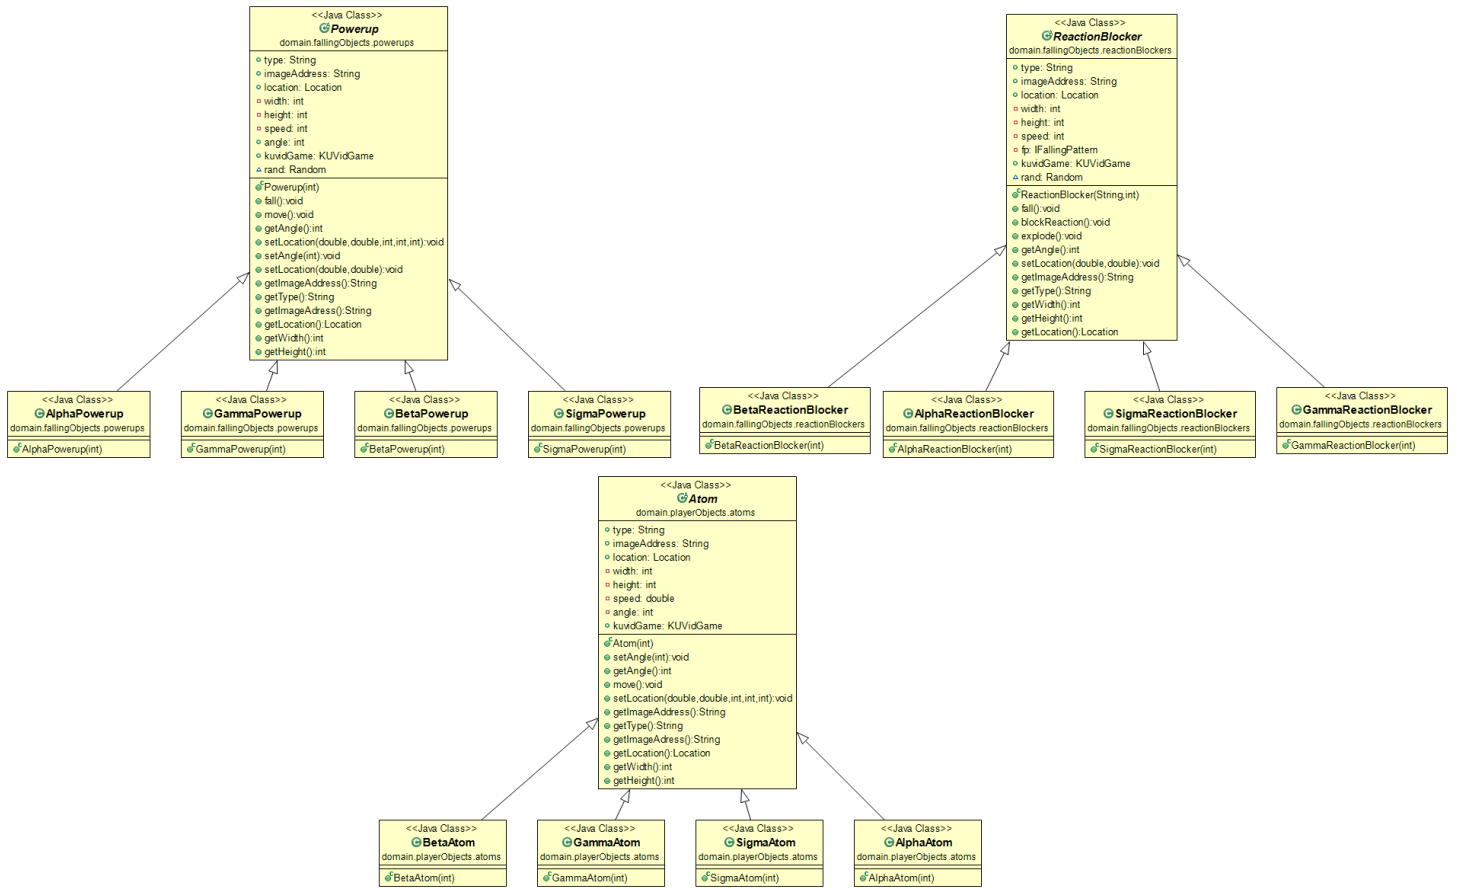 <<Java Class>>
Powerup
domain.fallingObjects.powerups
type: String
imageAddress: String
location: Location
width: int
height: int
speed: int
angle: int
kuvidGame: KUVidGame
rand: Random
Powerup(int)
fall():void
move():void
getAngle():int
setLocation(double,double,int,int,int):void
setAngle(int):void
setLocation(double,double):void
getImageAddress():String
getType():String
getImageAdress():String
getLocation():Location
getWidth():int
getHeight():int
<<Java Class>>
ReactionBlocker
domain.fallingObjects.reactionBlockers
type: String
imageAddress: String
location: Location
width: int
height: int
speed: int
fp: IFallingPattern
kuvidGame: KUVidGame
rand: Random
ReactionBlocker(String,int)
fall():void
blockReaction():void
explode():void
getAngle():int
setLocation(double,double):void
getImageAddress():String
getType():String
getWidth():int
getHeight():int
getLocation():Location
<<Java Class>>
AlphaPowerup
domain.fallingObjects.powerups
AlphaPowerup(int)
<<Java Class>>
GammaPowerup
domain.fallingObjects.powerups
GammaPowerup(int)
<<Java Class>>
BetaPowerup
domain.fallingObjects.powerups
BetaPowerup(int)
<<Java Class>>
SigmaPowerup
domain.fallingObjects.powerups
SigmaPowerup(int)
<<Java Class>>
BetaReactionBlocker
domain.fallingObjects.reactionBlockers
BetaReactionBlocker(int)
<<Java Class>>
AlphaReactionBlocker
domain.fallingObjects.reactionBlockers
AlphaReactionBlocker(int)
<<Java Class>>
SigmaReactionBlocker
domain.fallingObjects.reactionBlockers
SigmaReactionBlocker(int)
<<Java Class>>
GammaReactionBlocker
domain.fallingObjects.reactionBlockers
GammaReactionBlocker(int)
<<Java Class>>
Atom
domain.playerObjects.atoms
type: String
imageAddress: String
location: Location
width: int
height: int
speed: double
angle: int
kuvidGame: KUVidGame
Atom(int)
setAngle(int):void
getAngle():int
move():void
setLocation(double,double,int,int,int):void
getImageAddress():String
getType():String
getImageAdress():String
getLocation():Location
getWidth():int
getHeight():int
<<Java Class>>
BetaAtom
domain.playerObjects.atoms
BetaAtom(int)
<<Java Class>>
GammaAtom
domain.playerObjects.atoms
GammaAtom(int)
<<Java Class>>
SigmaAtom
domain.playerObjects.atoms
SigmaAtom(int)
<<Java Class>>
AlphaAtom
domain.playerObjects.atoms
AlphaAtom(int)